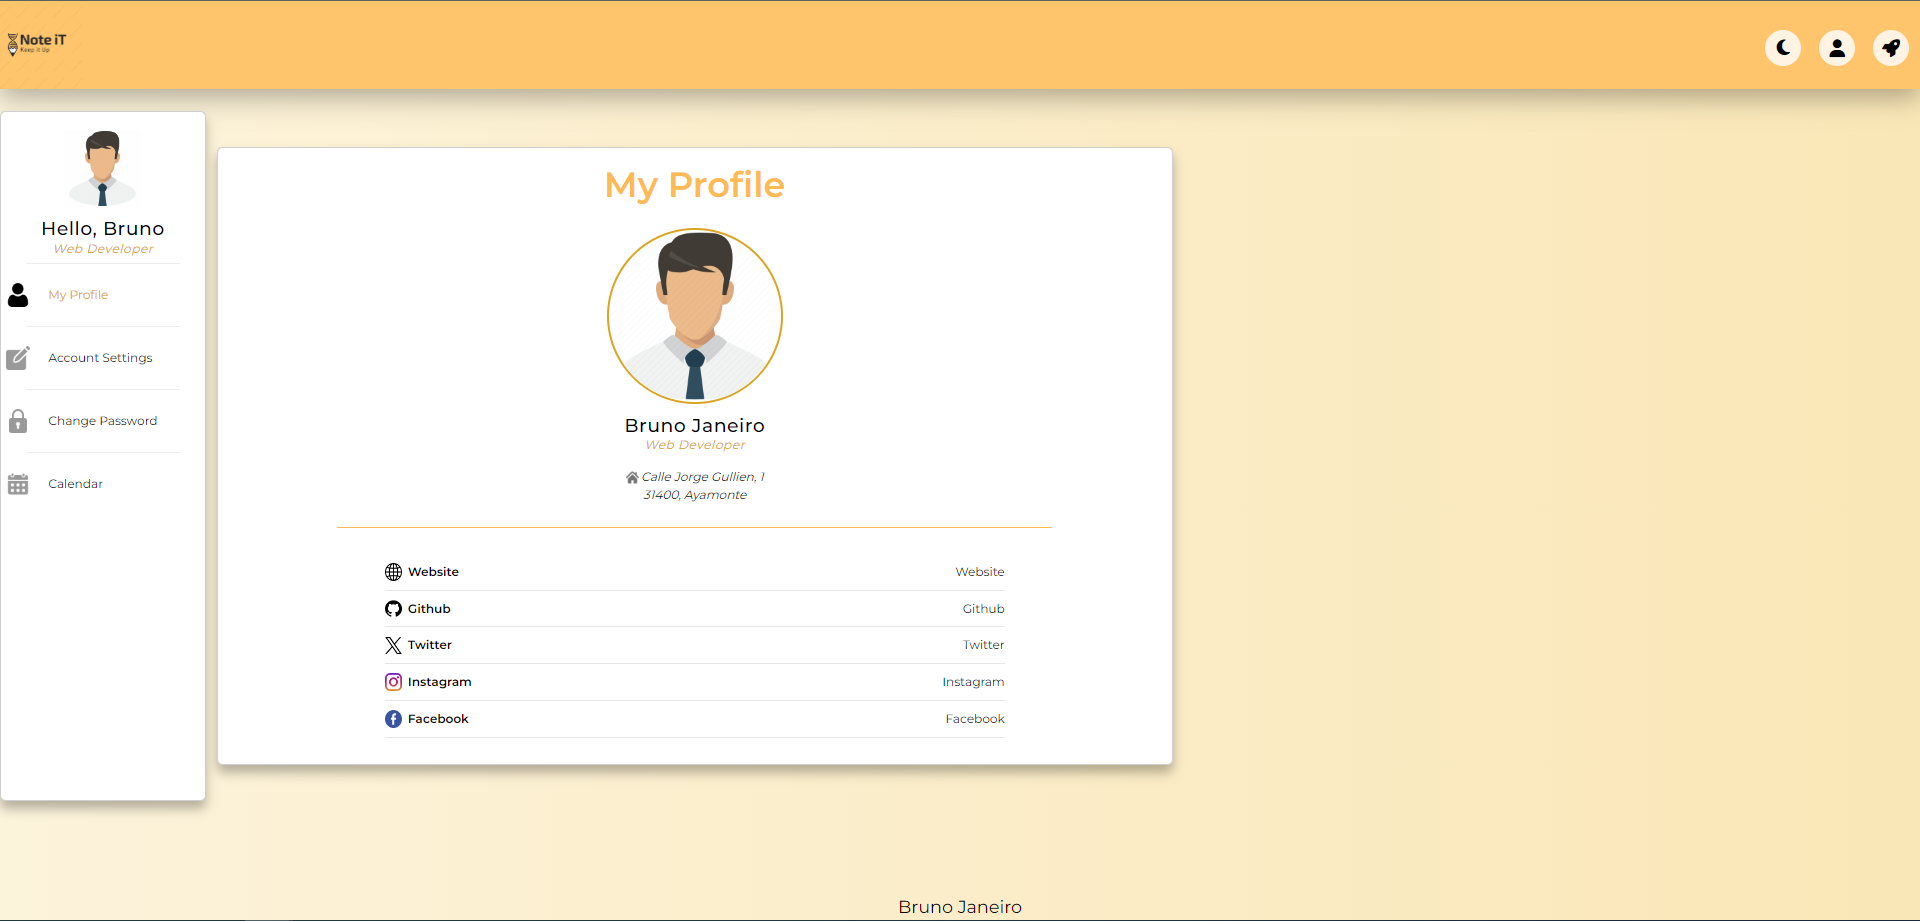 Note iT
Keep it Up
Hello, Bruno
Web Developer
My Profile
Account Settings
Change Password
Calendar
My Profile
Bruno Janeiro
Web Developer
Calle Jorge Gullien, 1
31400, Ayamonte
Website Website
Github Github
Twitter Twitter
Instagram Instagram
Facebook Facebook
Bruno Janeiro